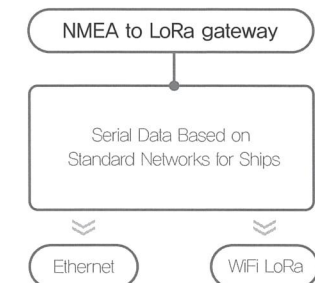 NMEA to LoRa gateway
Serial Data Based on
Standard Networks for Ships
Ethernet
WiFi LoRa